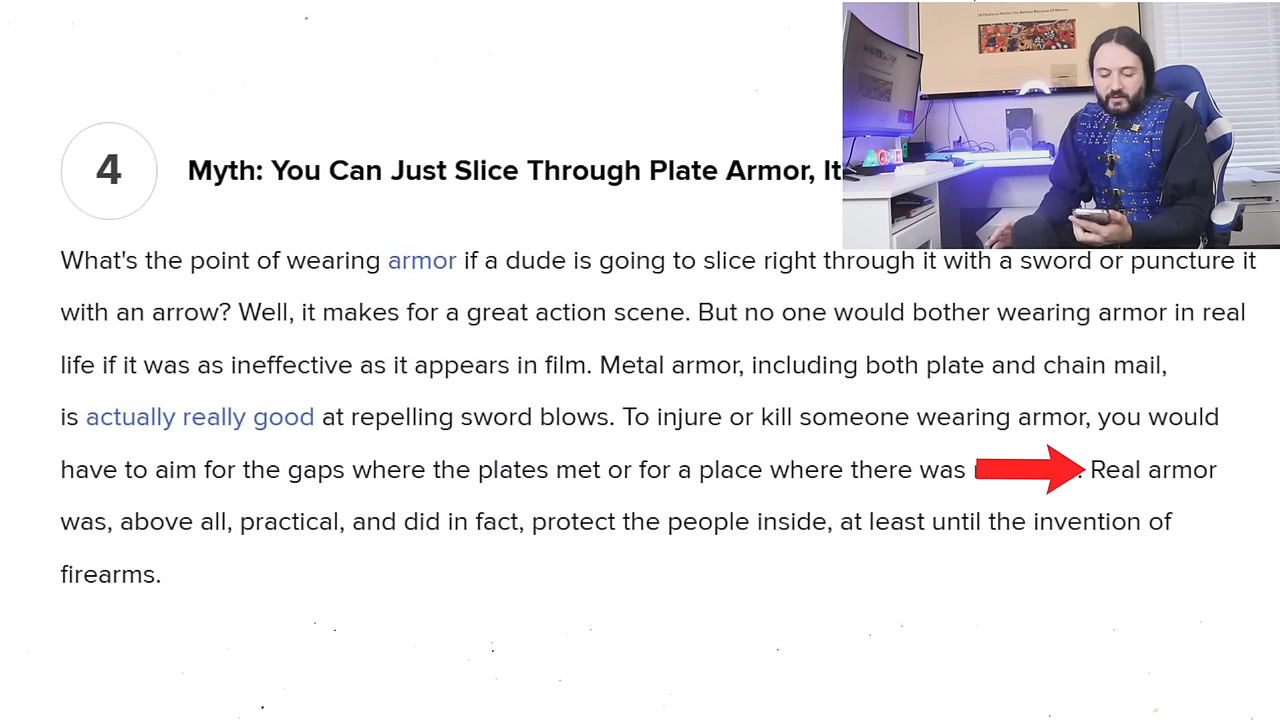 4
Myth: You Can Just Slice Through Plate Armor, It
What's the point of wearing armor if a dude is going to slice right through it with a sword or puncture it
with an arrow? Well, it makes for a great action scene. But no one would bother wearing armor in real
life if it was as ineffective as it appears in film. Metal armor, including both plate and chain mail,
is actually really good at repelling sword blows. To injure or kill someone wearing armor, you would
have to aim for the gaps where the plates met or for a place where there was . Real armor
was, above all, practical, and did in fact, protect the people inside, at least until the invention of
firearms.